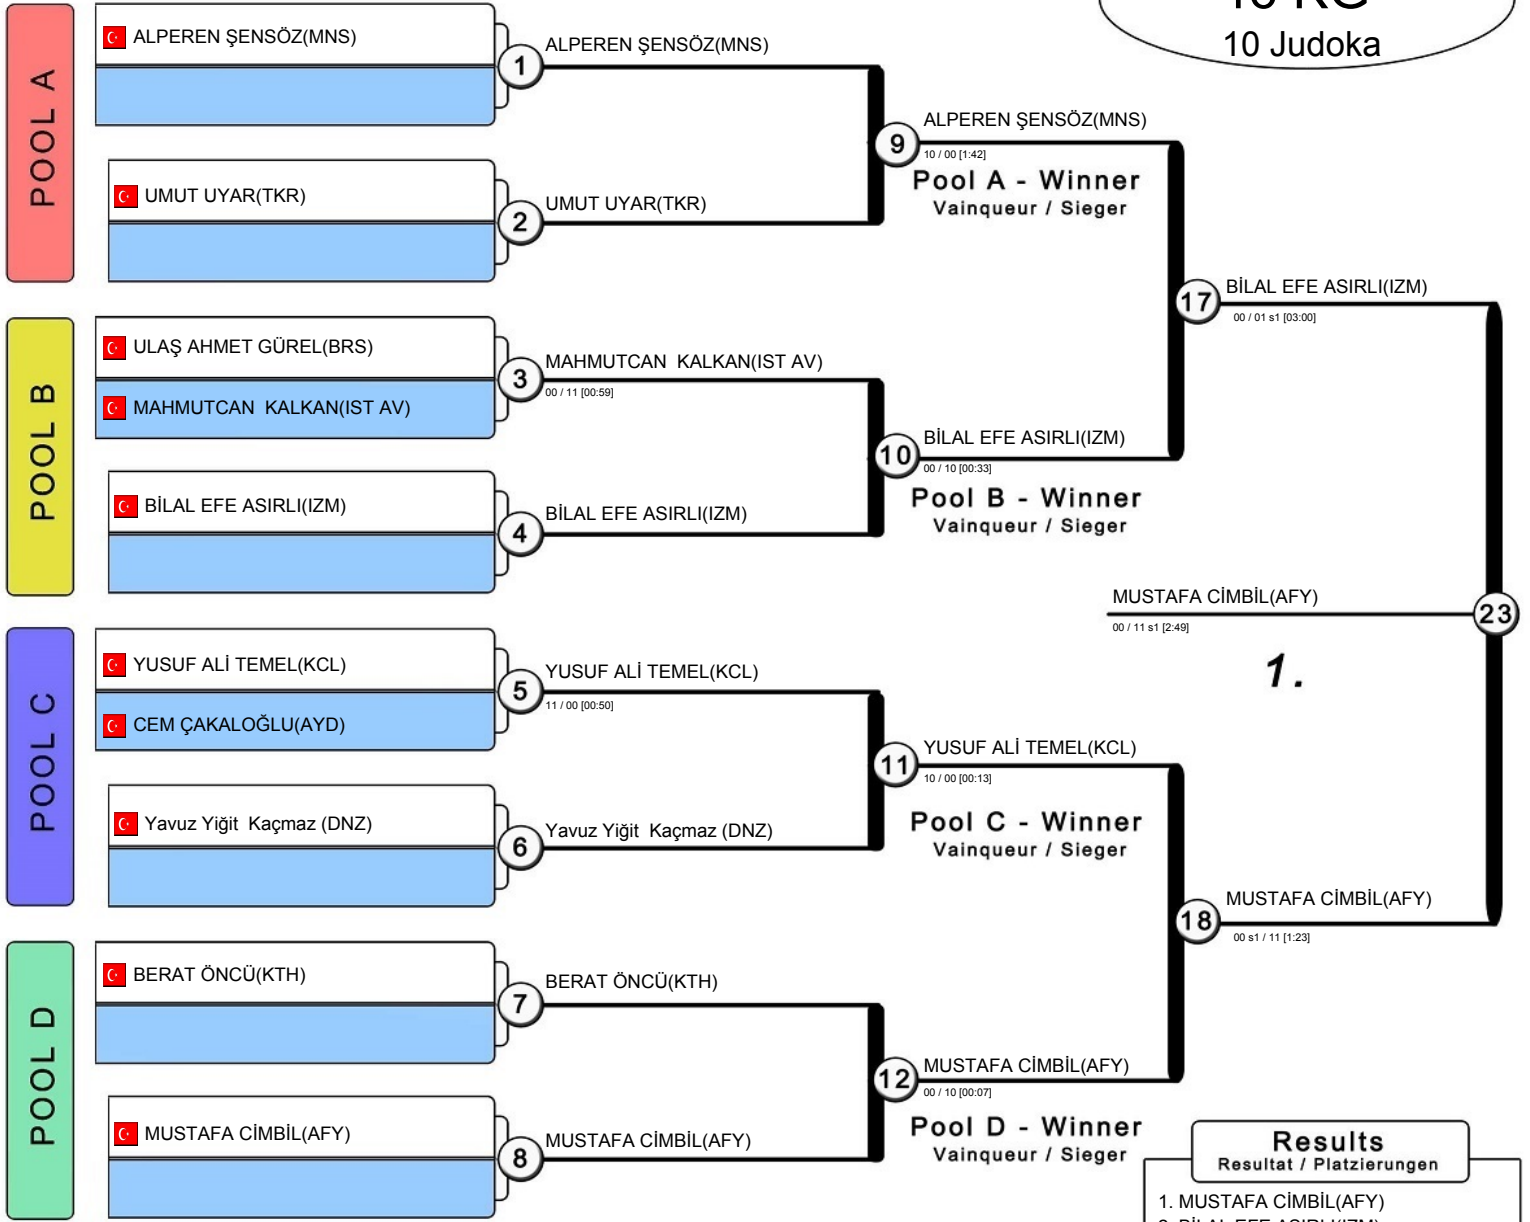 10 Judoka
POOL A
ALPEREN ŞENSÖZ(MNS)
1
ALPEREN ŞENSÖZ(MNS)
UMUT UYAR(TKR)
2
UMUT UYAR(TKR)
9
ALPEREN ŞENSÖZ(MNS)
10 / 00 [1:42]
Pool A - Winner
Vainqueur / Sieger
POOL B
ULAŞ AHMET GÜREL(BRS)
MAHMUTCAN KALKAN(IST AV)
3
MAHMUTCAN KALKAN(IST AV)
00 / 11 [00:59]
BİLAL EFE ASIRLI(IZM)
4
BİLAL EFE ASIRLI(IZM)
10
BİLAL EFE ASIRLI(IZM)
00 / 10 [00:33]
Pool B - Winner
Vainqueur / Sieger
17
BİLAL EFE ASIRLI(IZM)
00 / 01 s1 [03:00]
MUSTAFA CİMBİL(AFY)
23
00 / 11 s1 [2:49]
1.
POOL C
YUSUF ALİ TEMEL(KCL)
CEM ÇAKALOĞLU(AYD)
5
YUSUF ALİ TEMEL(KCL)
11 / 00 [00:50]
Yavuz Yiğit Kaçmaz (DNZ)
6
Yavuz Yiğit Kaçmaz (DNZ)
11
YUSUF ALİ TEMEL(KCL)
10 / 00 [00:13]
Pool C - Winner
Vainqueur / Sieger
18
MUSTAFA CİMBİL(AFY)
00 s1 / 11 [1:23]
POOL D
BERAT ÖNCÜ(KTH)
7
BERAT ÖNCÜ(KTH)
MUSTAFA CİMBİL(AFY)
8
MUSTAFA CİMBİL(AFY)
12
MUSTAFA CİMBİL(AFY)
00 / 10 [00:07]
Pool D - Winner
Vainqueur / Sieger
Results
Resultat / Platzierungen
1. MUSTAFA CİMBİL(AFY)
2. BİLAL EFE ASIRLI(IZM)